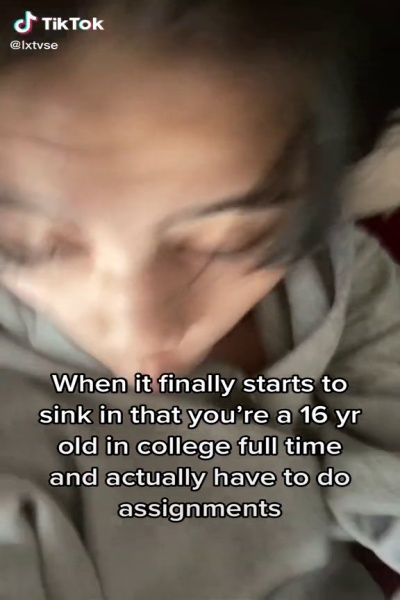 TikTok
@lxtvse
When it finally starts to
sink in that you're a 16 yr
old in college full time
and actually have to do
assignments